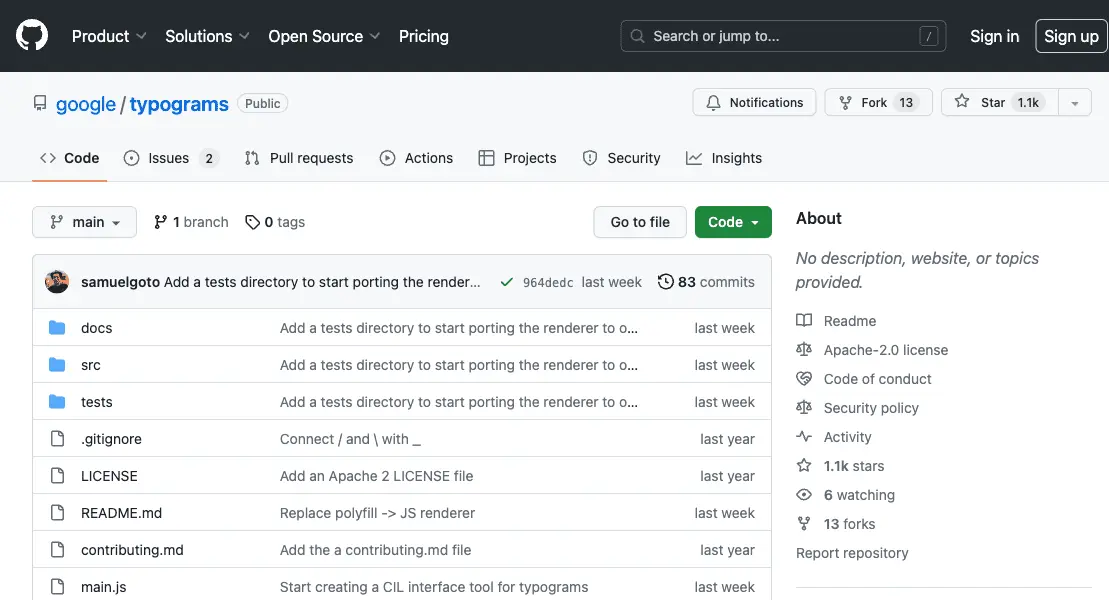 Product Solutions Open Source Pricing Search or jump to... / Sign in Sign up
google / typograms Public Notifications Fork 13 Star 1.1k
Code Issues 2 Pull requests Actions Projects Security Insights
main 1 branch 0 tags Go to file Code About
samuelgoto Add a tests directory to start porting the render... 964dedc last week 83 commits
No description, website, or topics
provided.
docs Add a tests directory to start porting the renderer to o... last week
src Add a tests directory to start porting the renderer to o... last week
tests Add a tests directory to start porting the renderer to o... last week
.gitignore Connect / and \ with _ last year
LICENSE Add an Apache 2 LICENSE file last year
README.md Replace polyfill -> JS renderer last week
contributing.md Add the a contributing.md file last year
main.js Start creating a CIL interface tool for typograms last week
Readme
Apache-2.0 license
Code of conduct
Security policy
Activity
1.1k stars
6 watching
13 forks
Report repository